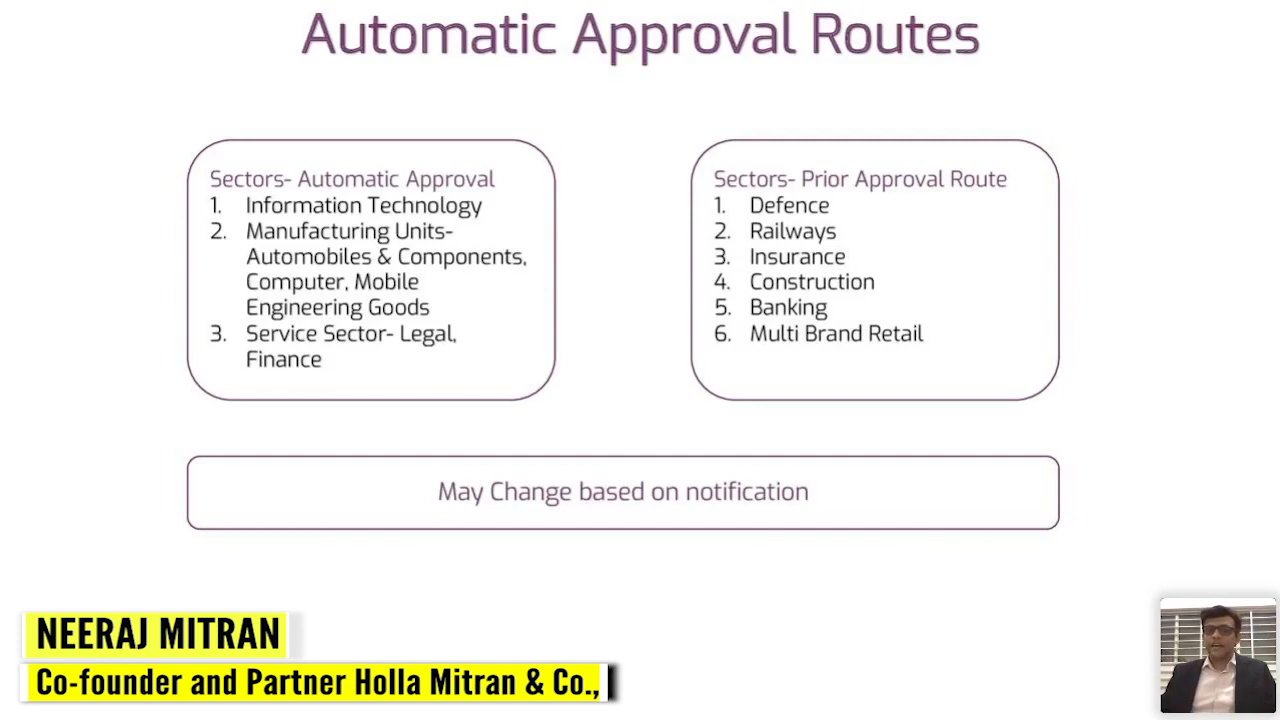 Automatic Approval Routes
Sectors- Automatic Approval
1. Information Technology
2. Manufacturing Units-
Automobiles & Components,
Computer, Mobile
Engineering Goods
3. Service Sector- Legal,
Finance
Sectors- Prior Approval Route
1. Defence
2. Railways
3. Insurance
4. Construction
5. Banking
6. Multi Brand Retail
May Change based on notification
NEERAJ MITRAN
Co-founder and Partner Holla Mitran & Co.,